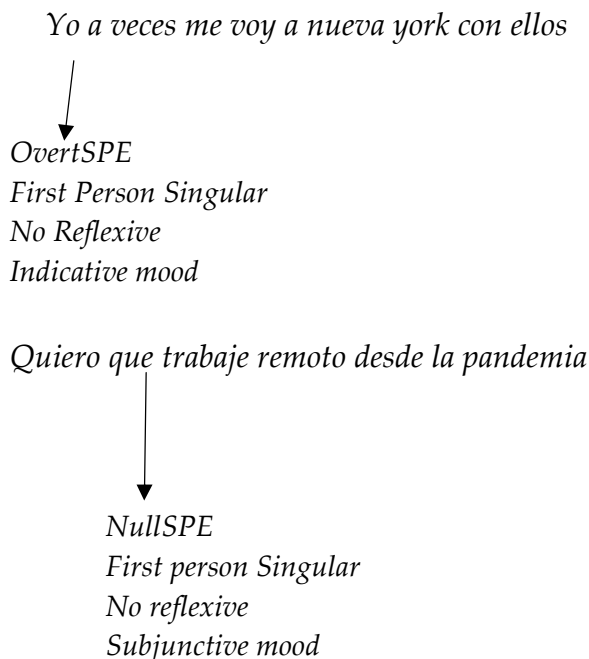 Yo a veces me voy a nueva york con ellos
OvertSPE
First Person Singular
No Reflexive
Indicative mood
Quiero que trabaje remoto desde la pandemia
NullSPE
First person Singular
No reflexive
Subjunctive mood